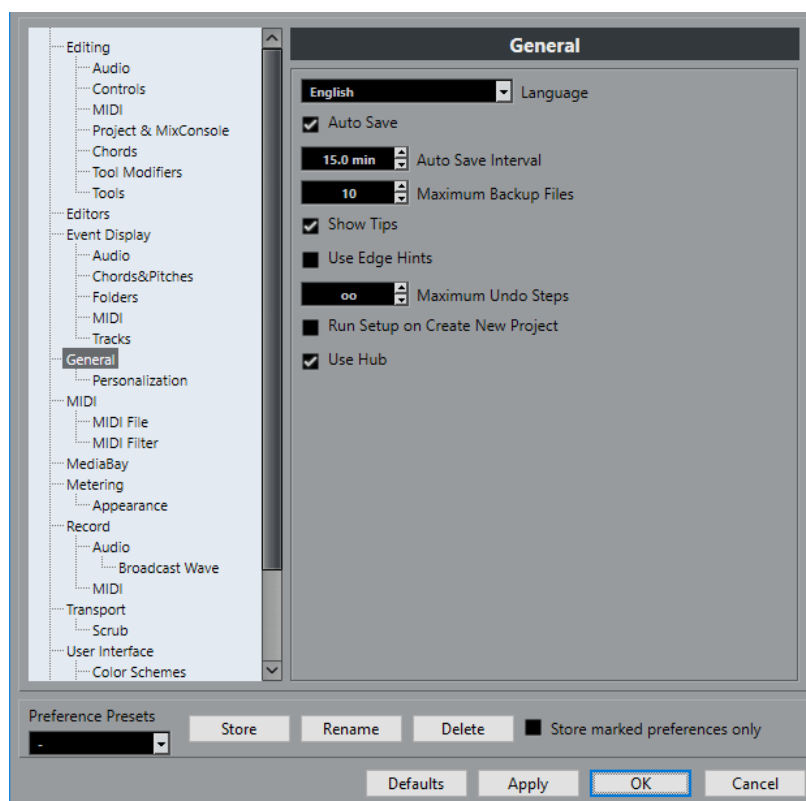 Editing
Audio
Controls
MIDI
Project & MixConsole
Chords
Tool Modifiers
Tools
Editors
Event Display
Audio
Chords&Pitches
Folders
MIDI
Tracks
General
Personalization
MIDI
MIDI File
MIDI Filter
MediaBay
Metering
Appearance
Record
Audio
Broadcast Wave
MIDI
Transport
Scrub
User Interface
Color Schemes
General
English Language
Auto Save
15.0 min Auto Save Interval
10 Maximum Backup Files
Show Tips
Use Edge Hints
oo Maximum Undo Steps
Run Setup on Create New Project
Use Hub
Preference Presets
-
Store Rename Delete Store marked preferences only
Defaults Apply OK Cancel